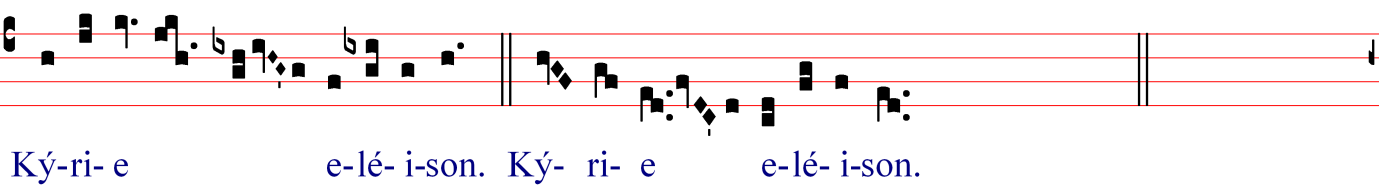 Ký-ri- e e-lé- i-son. Ký- ri- e e-lé- i-son.